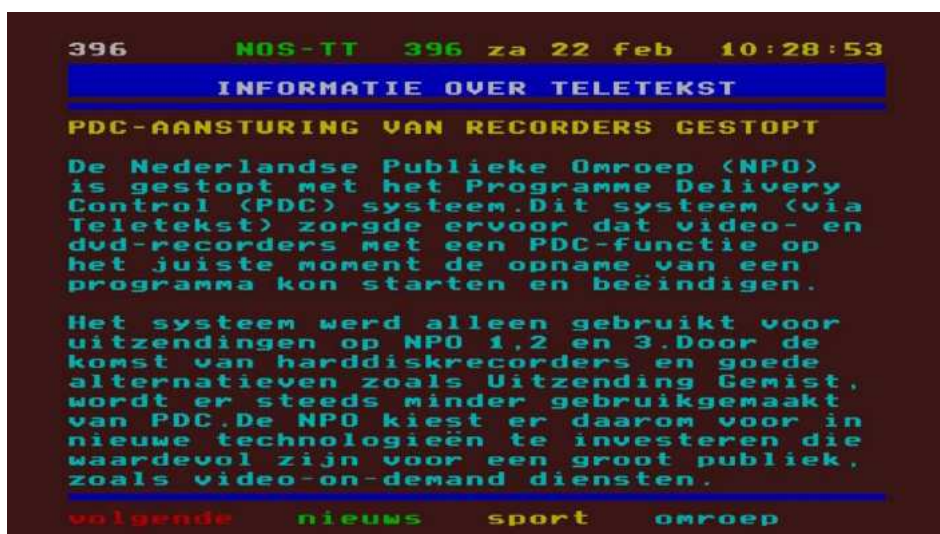 396 NOS-TT 396 za 22 feb 10:28:53
INFORMATIE OVER TELETEKST
PDC-AANSTURING VAN RECORDERS GESTOPT
De Nederlandse Publieke Omroep (NPO)
is gestopt met het Programme Delivery
Control (PDC) systeem.Dit systeem (via
Teletekst) zorgde ervoor dat video- en
dvd-recorders met een PDC-functie op
het juiste moment de opname van een
programma kon starten en beëindigen.
Het systeem werd alleen gebruikt voor
uitzendingen op NPO 1,2 en 3.Door de
komst van harddiskrecorders en goede
alternatieven zoals Uitzending Gemist,
wordt er steeds minder gebruikgemaakt
van PDC.De NPO kiest er daarom voor in
nieuwe technologieën te investeren die
waardevol zijn voor een groot publiek,
zoals video-on-demand diensten.
volgende nieuws sport omroep